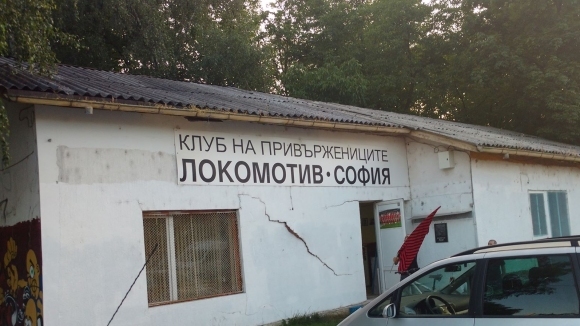 КЛУБ НА ПРИВЪРЖЕНИЦИТЕ
ЛОКОМОТИВ·СОФИЯ